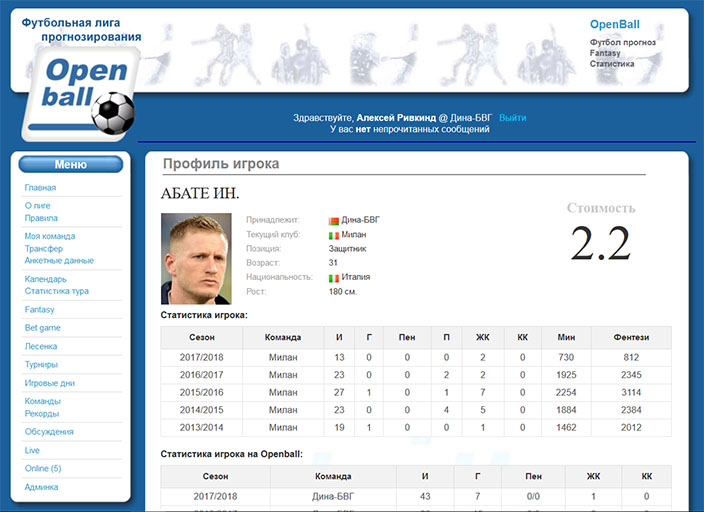 Футбольная лига
прогнозирования
Open
ball
OpenBall
Футбол прогноз
Fantasy
Статистика
Здравствуйте, Алексей Ривкинд @ Дина-БВГ Выйти
У вас нет непрочитанных сообщений
Меню
Главная
О лиге
Правила
Моя команда
Трансфер
Анкетные данные
Календарь
Статистика тура
Fantasy
Bet game
Лесенка
Турниры
Игровые дни
Команды
Рекорды
Обсуждения
Live
Online (5)
Админка
Профиль игрока
АБАТЕ ИН.
Принадлежит: Дина-БВГ
Текущий клуб: Милан
Позиция: Защитник
Возраст: 31
Национальность: Италия
Рост: 180 см.
Стоимость
2.2
Статистика игрока:
Сезон Команда И Г Пен П ЖК КК Мин Фентези
2017/2018 Милан 13 0 0 0 2 0 730 812
2016/2017 Милан 23 0 0 2 2 0 1925 2345
2015/2016 Милан 27 1 0 1 7 0 2254 3114
2014/2015 Милан 23 0 0 4 5 0 1884 2384
2013/2014 Милан 19 1 0 0 1 0 1462 2012
Статистика игрока на Openball:
Сезон Команда И Г Пен ЖК КК
2017/2018 Дина-БВГ 43 7 0/0 1 0